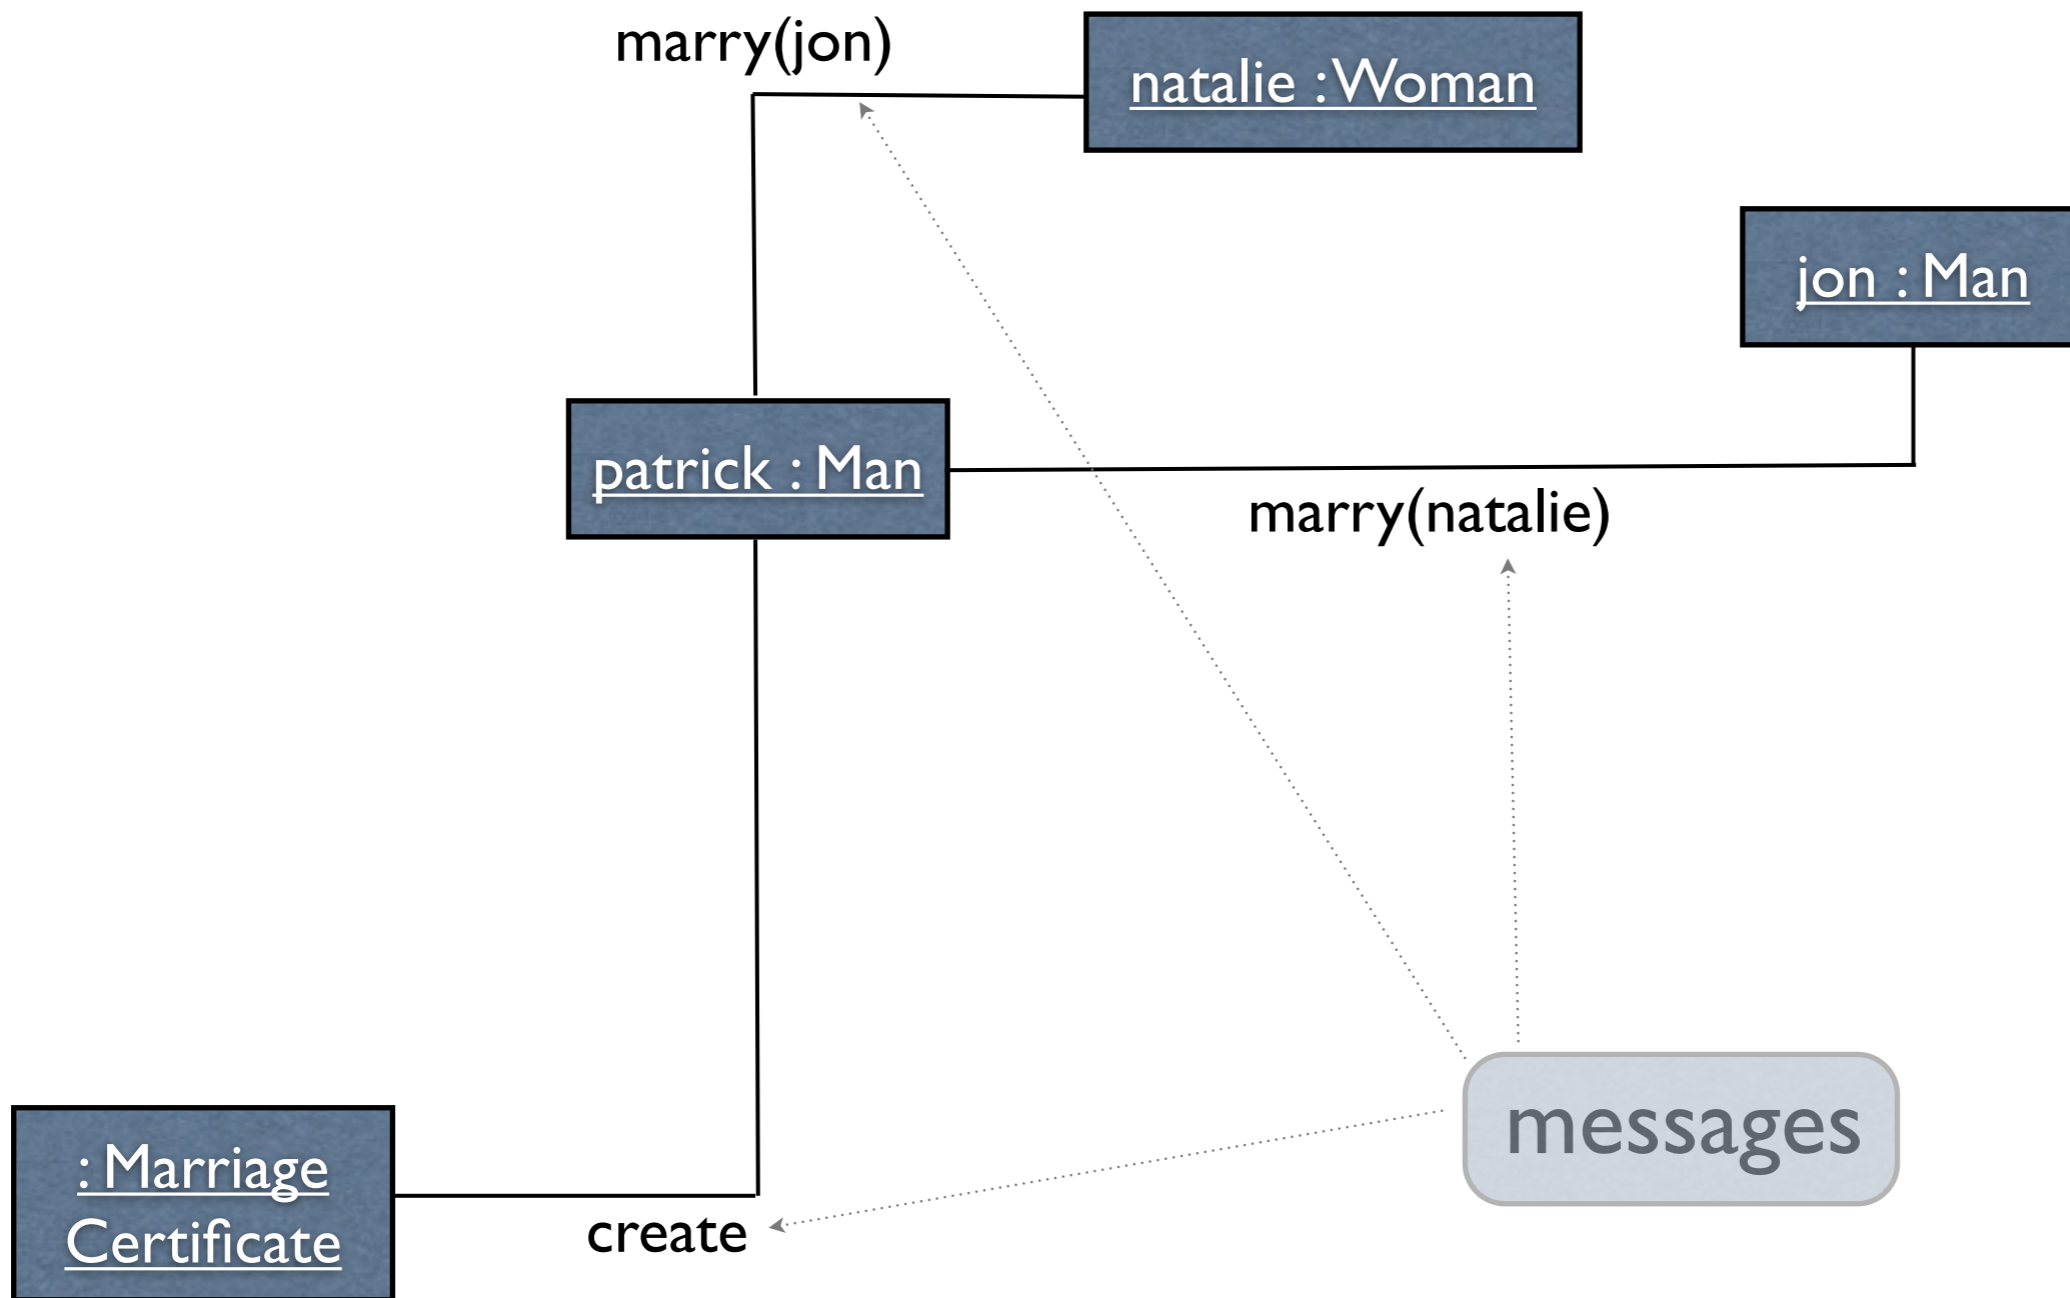 marry(jon)
natalie : Woman
jon : Man
patrick : Man
marry(natalie)
messages
: Marriage
Certificate
create